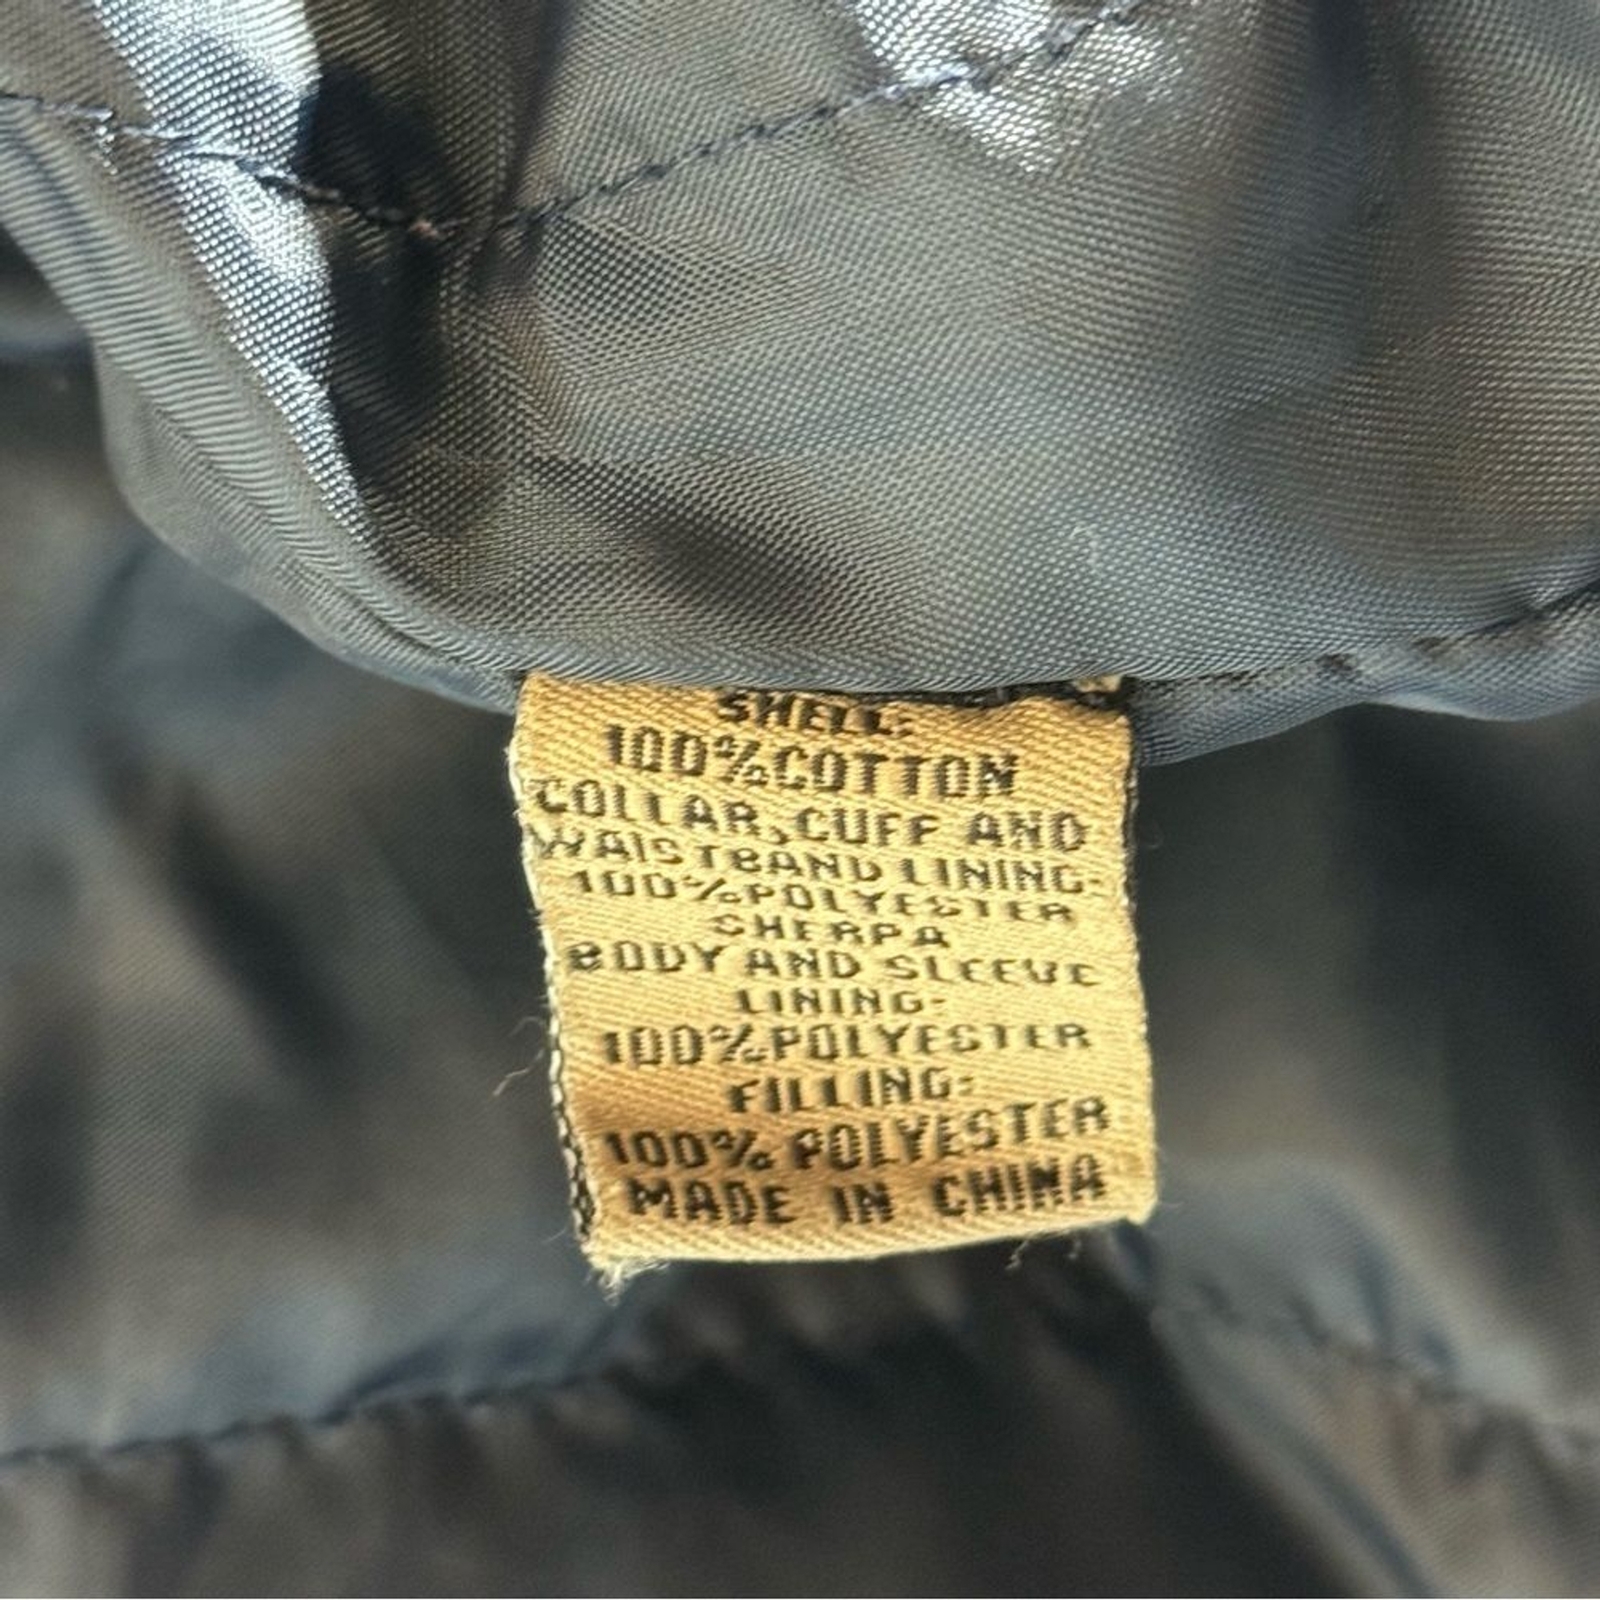 SHELL:
100%COTTON
COLLAR,CUFF AND
WAISTBAND LINING:
100%POLYESTER
SHERPA
BODY AND SLEEVE
LINING:
100%POLYESTER
FILLING:
100% POLYESTER
MADE IN CHINA